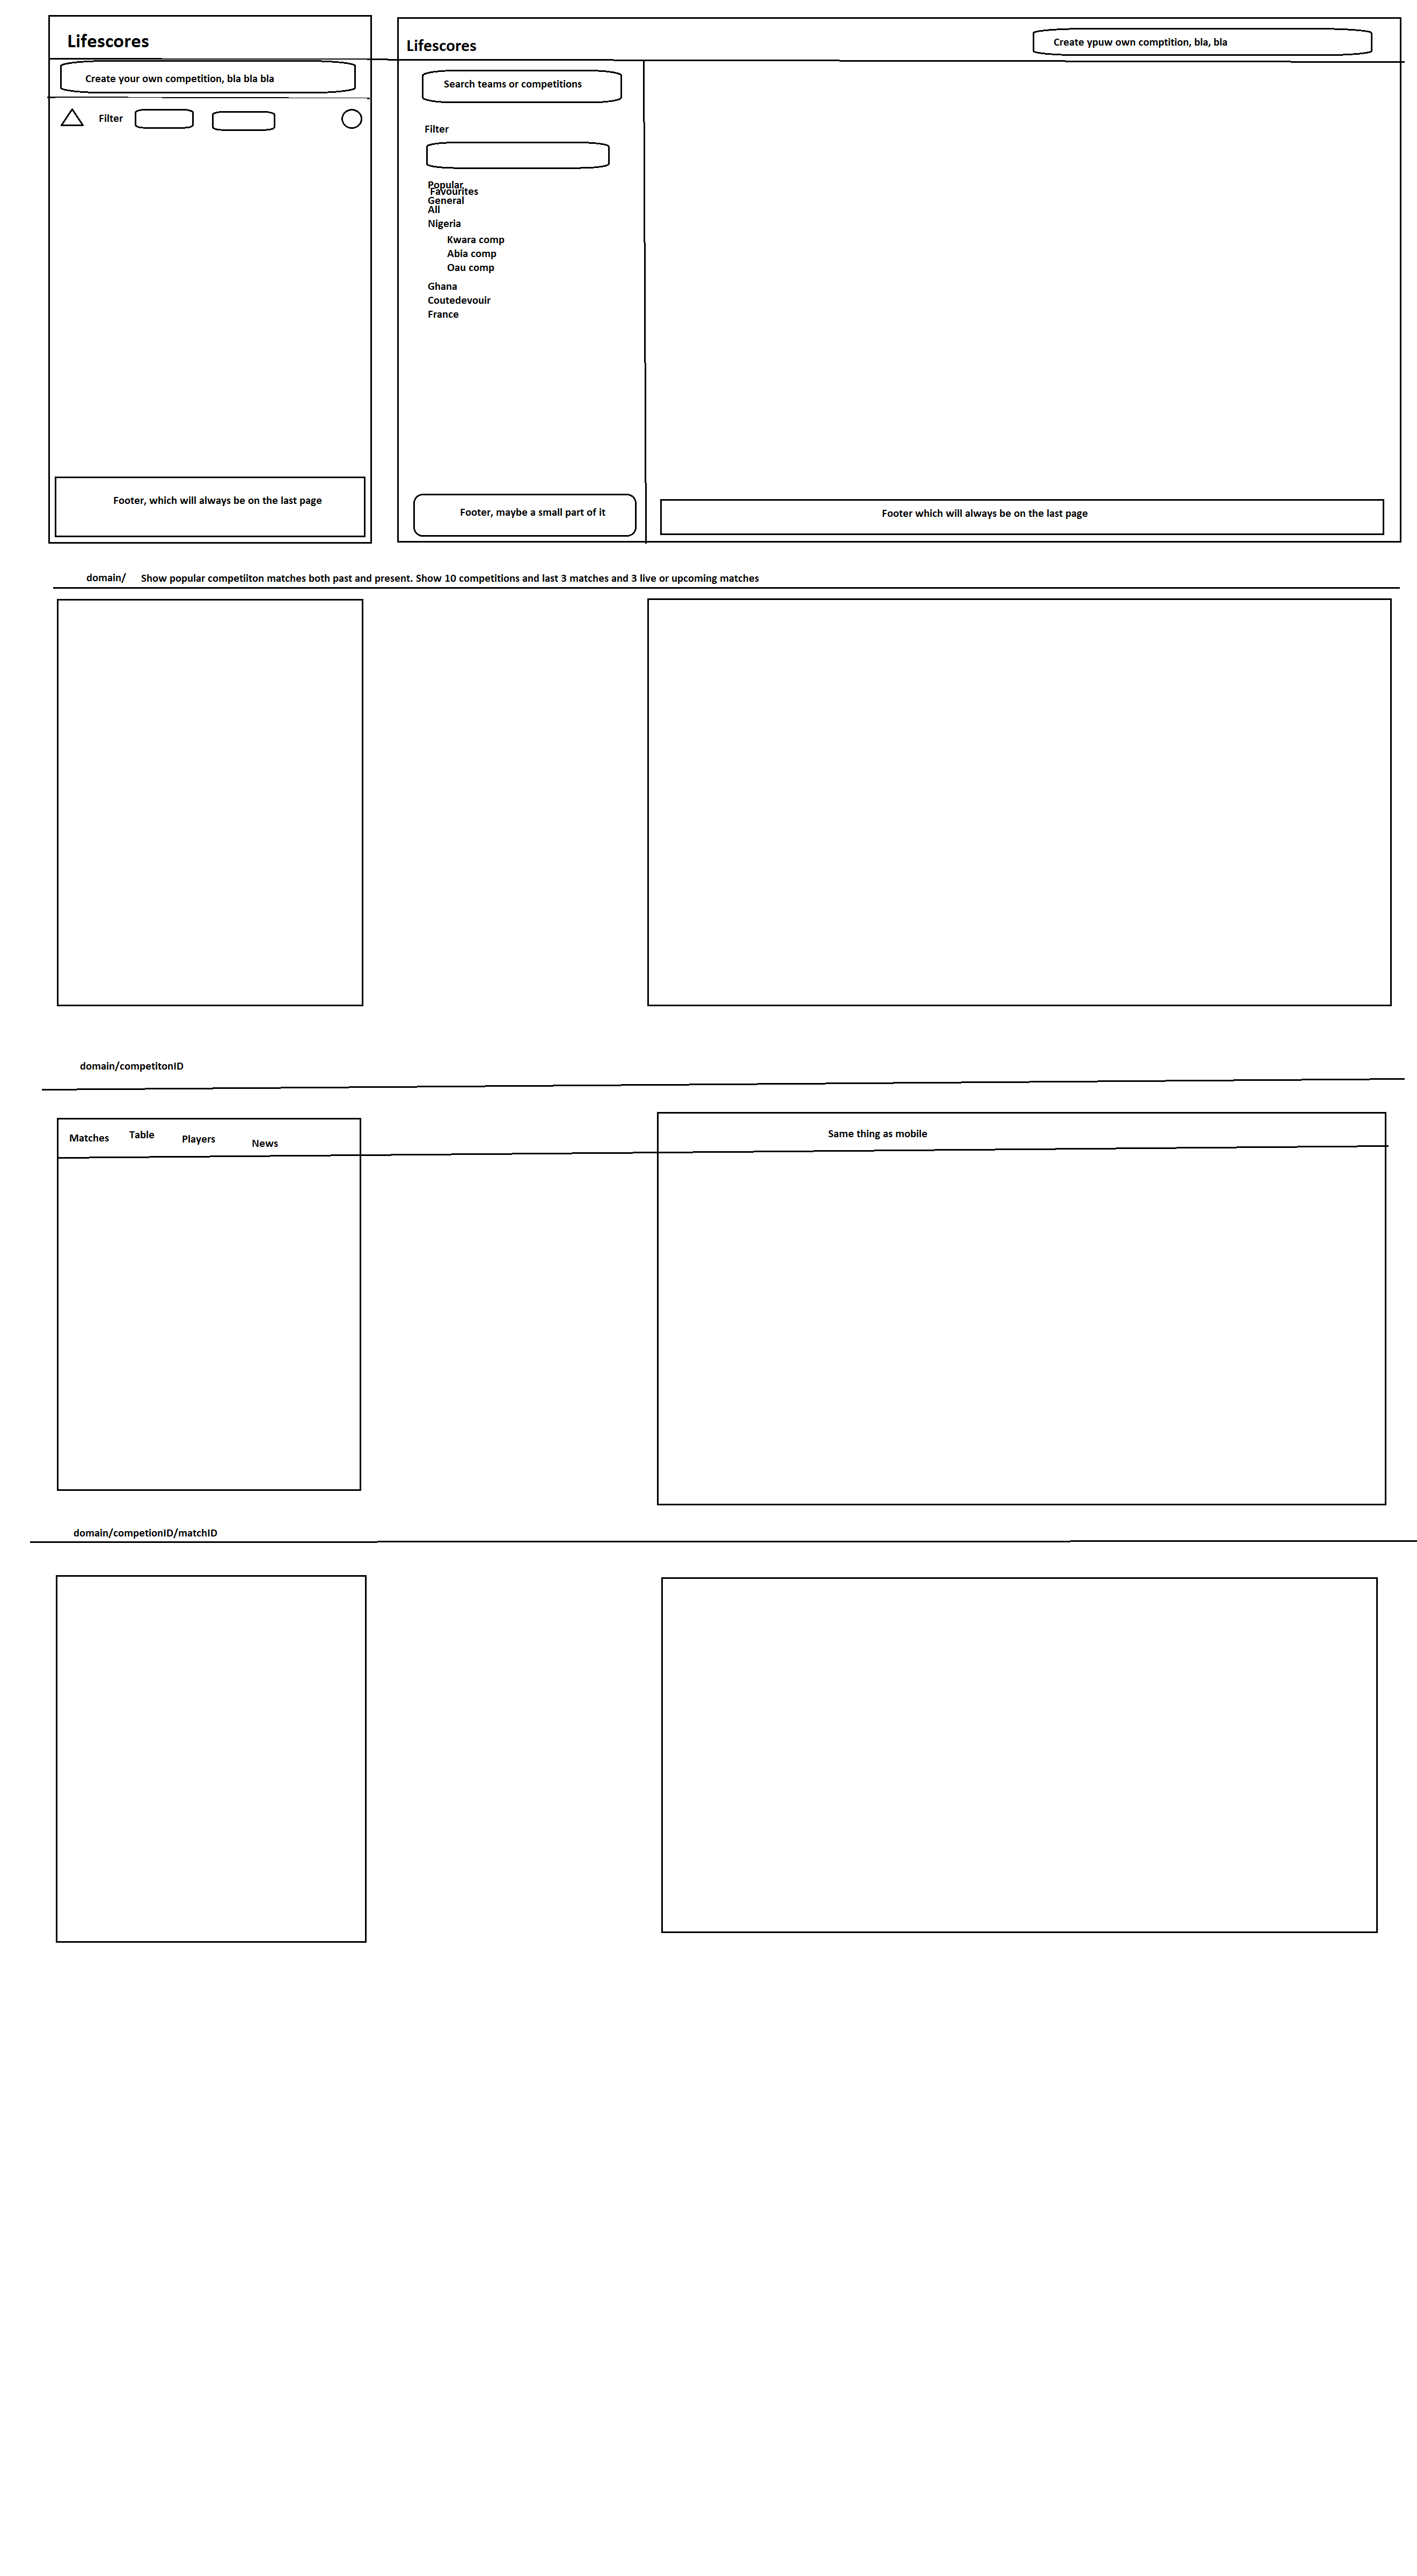 Lifescores
Create your own competition, bla bla bla
Filter
Footer, which will always be on the last page
Lifescores
Create ypuw own comptition, bla, bla
Search teams or competitions
Filter
Popular
Favourites
General
All
Nigeria
Kwara comp
Abia comp
Oau comp
Ghana
Coutedevouir
France
Footer, maybe a small part of it
Footer which will always be on the last page
domain/ Show popular competiiton matches both past and present. Show 10 competitions and last 3 matches and 3 live or upcoming matches
domain/competitonID
Matches Table Players News
Same thing as mobile
domain/competionID/matchID